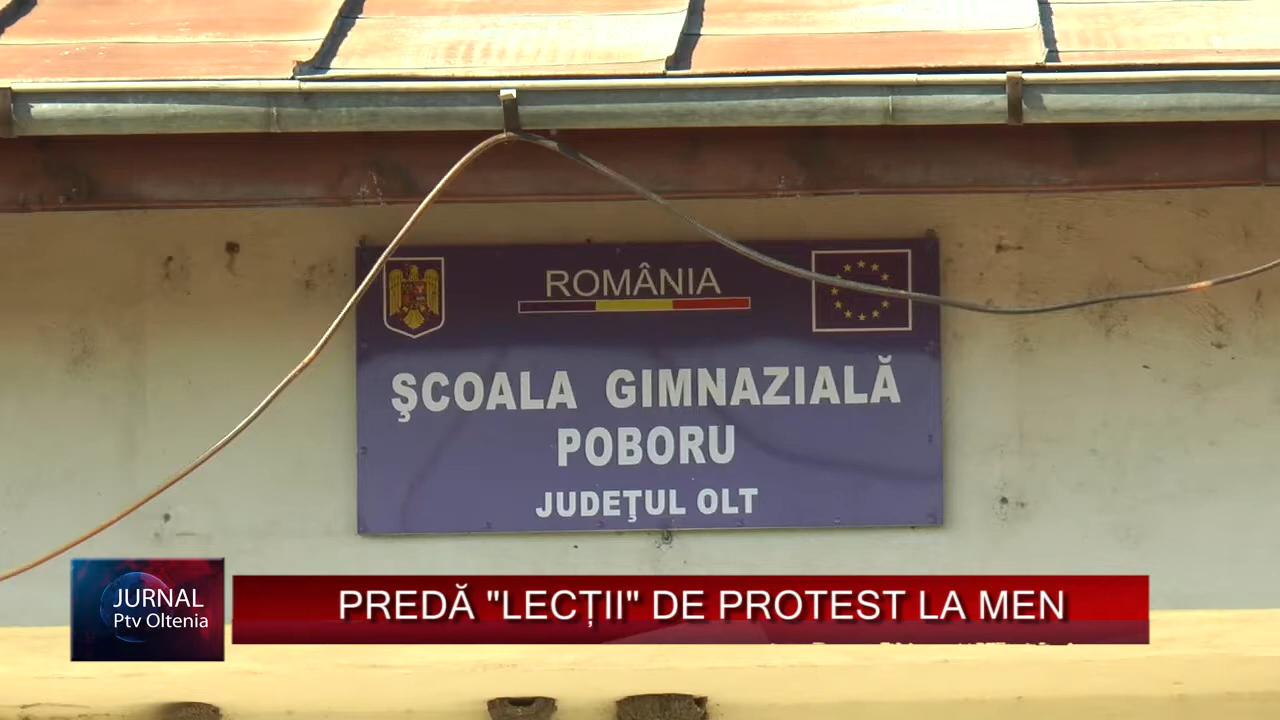 ROMÂNIA
ŞCOALA GIMNAZIALĂ
POBORU
JUDEŢUL OLT
JURNAL
Ptv Oltenia
PREDĂ "LECȚII" DE PROTEST LA MEN